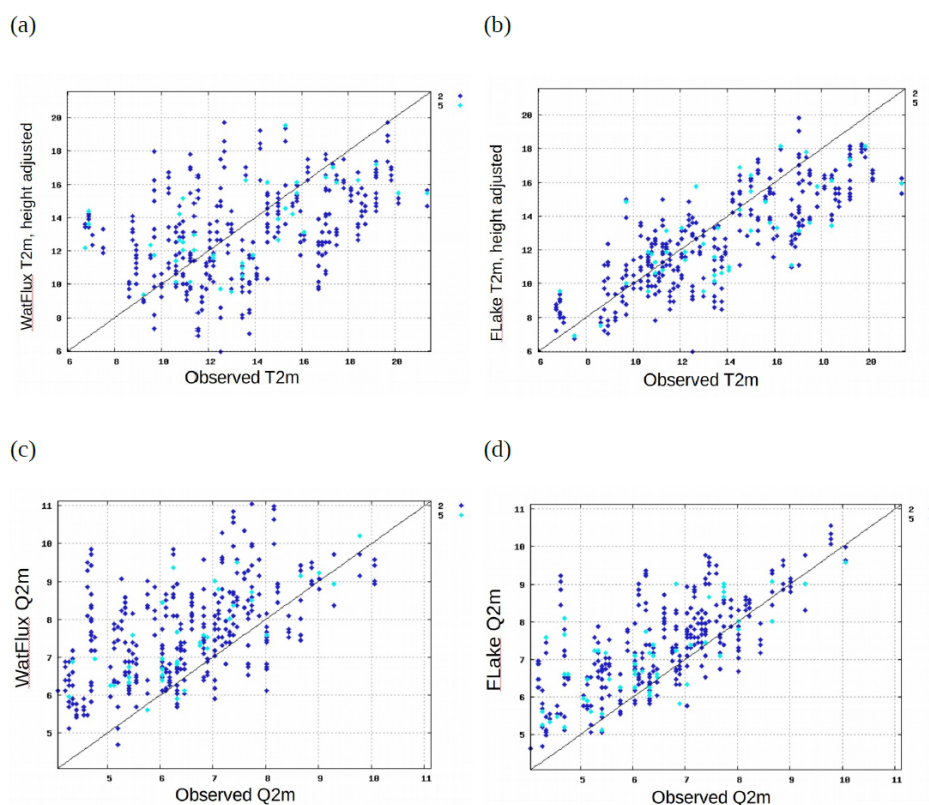 (a)
(b)
WatFlux T2m, height adjusted
20
18
16
14
12
10
8
6
6 8 10 12 14 16 18 20
Observed T2m
2
5
FLake T2m, height adjusted
20
18
16
14
12
10
8
6
8 10 12 14 16 18 20
Observed T2m
2
5
(c)
(d)
WatFlux Q2m
11
10
9
8
7
6
5
5 6 7 8 9 10 11
Observed Q2m
2
5
FLake Q2m
11
10
9
8
7
6
5
5 6 7 8 9 10 11
Observed Q2m
2
5